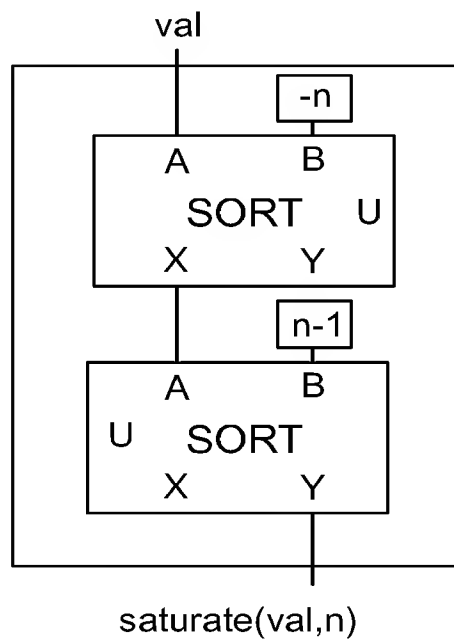 val
-n
A B
SORT U
X Y
n-1
A B
U SORT
X Y
saturate(val,n)